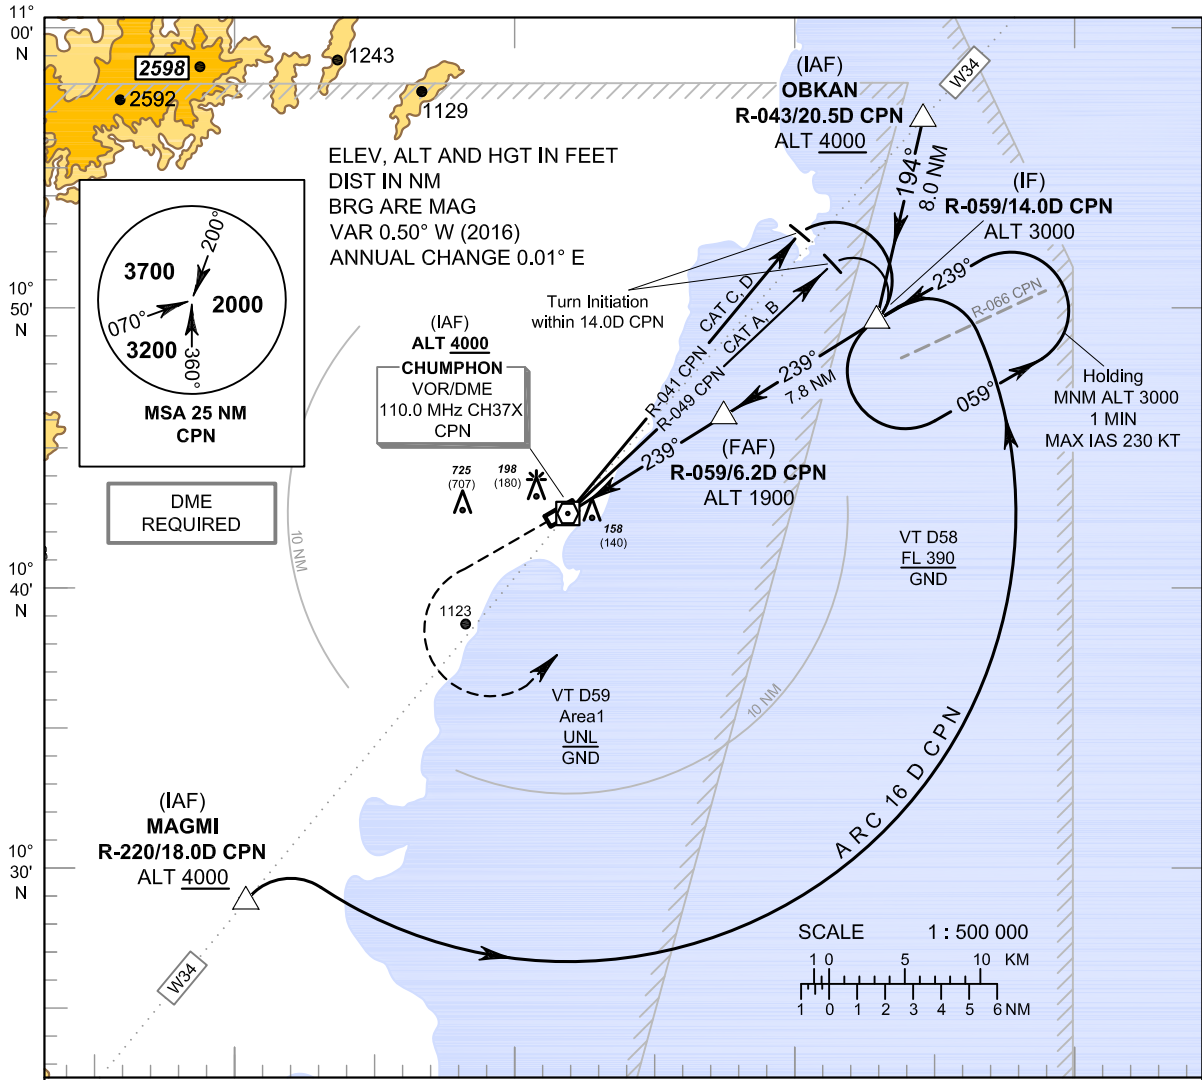 11°
00'
N
2598
2592
1243
1129
(IAF)
OBKAN
R-043/20.5D CPN
ALT 4000
W34
194°
8.0 NM
(IF)
R-059/14.0D CPN
ALT 3000
ELEV, ALT AND HGT IN FEET
DIST IN NM
BRG ARE MAG
VAR 0.50° W (2016)
ANNUAL CHANGE 0.01° E
200°
3700
2000
070°
3200
360°
MSA 25 NM
CPN
10°
50'
N
Turn Initiation
within 14.0D CPN
239°
R-066 CPN
059°
Holding
MNM ALT 3000
1 MIN
MAX IAS 230 KT
(IAF)
ALT 4000
CHUMPHON
VOR/DME
110.0 MHz CH37X
CPN
R-041 CPN CAT C, D
R-049 CPN CAT A, B
239°
7.8 NM
239°
(FAF)
R-059/6.2D CPN
ALT 1900
DME
REQUIRED
725
(707)
198
(180)
158
(140)
10 NM
VT D58
FL 390
GND
10°
40'
N
1123
VT D59
Area1
UNL
GND
10 NM
ARC 16 D CPN
(IAF)
MAGMI
R-220/18.0D CPN
ALT 4000
10°
30'
N
W34
SCALE 1 : 500 000
1 0 5 10 KM
1 0 1 2 3 4 5 6 NM